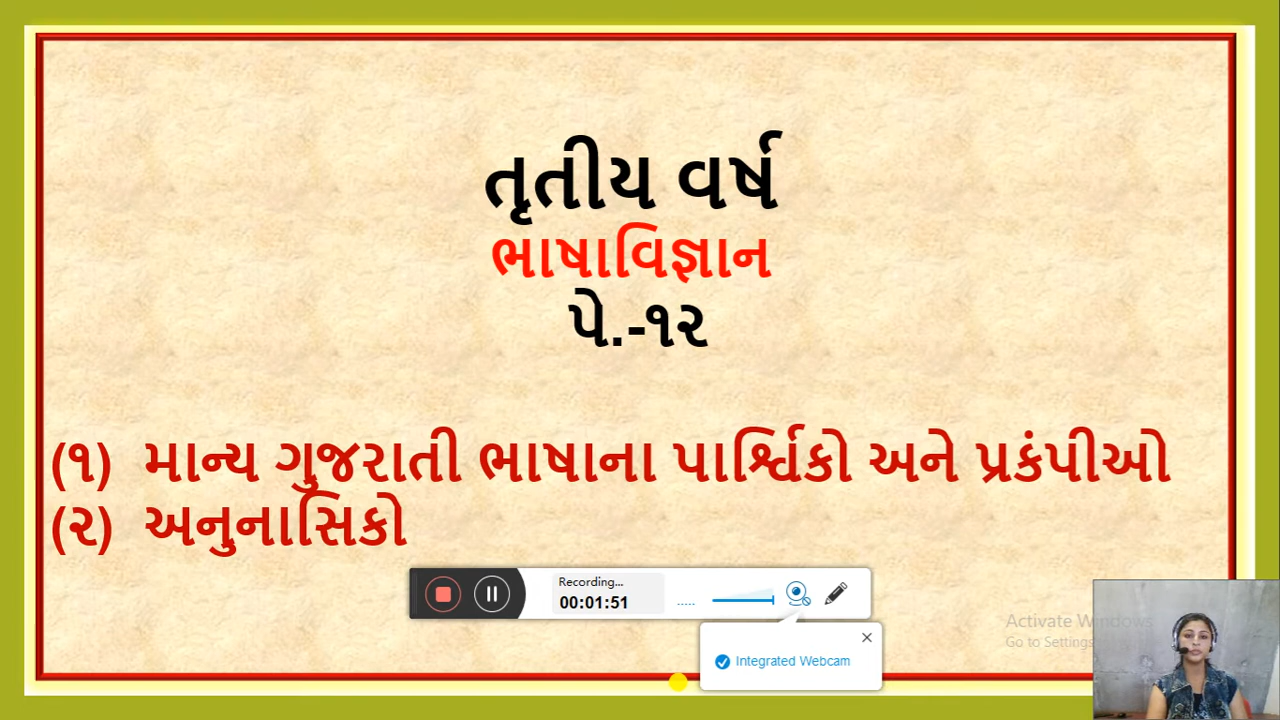 તૃતીય વર્ષ
ભાષાવિજ્ઞાન
પે.-૧૨
(૧) માન્ય ગુજરાતી ભાષાના પાર્શ્વિકો અને પ્રકંપીઓ
(૨) અનુનાસિકો
Recording...
00:01:51
Integrated Webcam
Activate Windows
Go to Settings